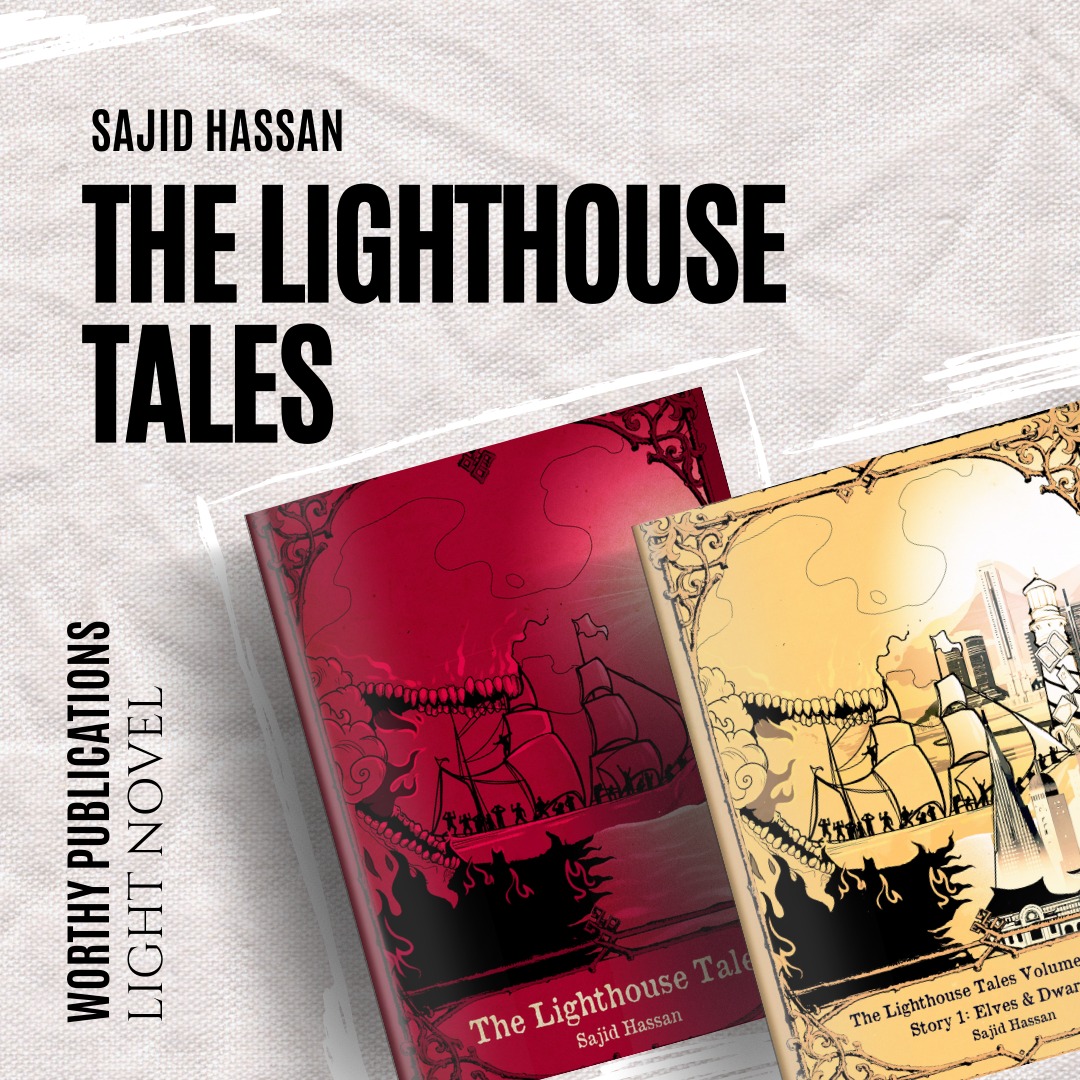 SAJID HASSAN
THE LIGHTHOUSE
TALES
WORTHY PUBLICATIONS
LIGHT NOVEL
The Lighthouse Tale
Sajid Hassan
The Lighthouse Tales Volume
Story 1: Elves & Dwar
Sajid Hassan